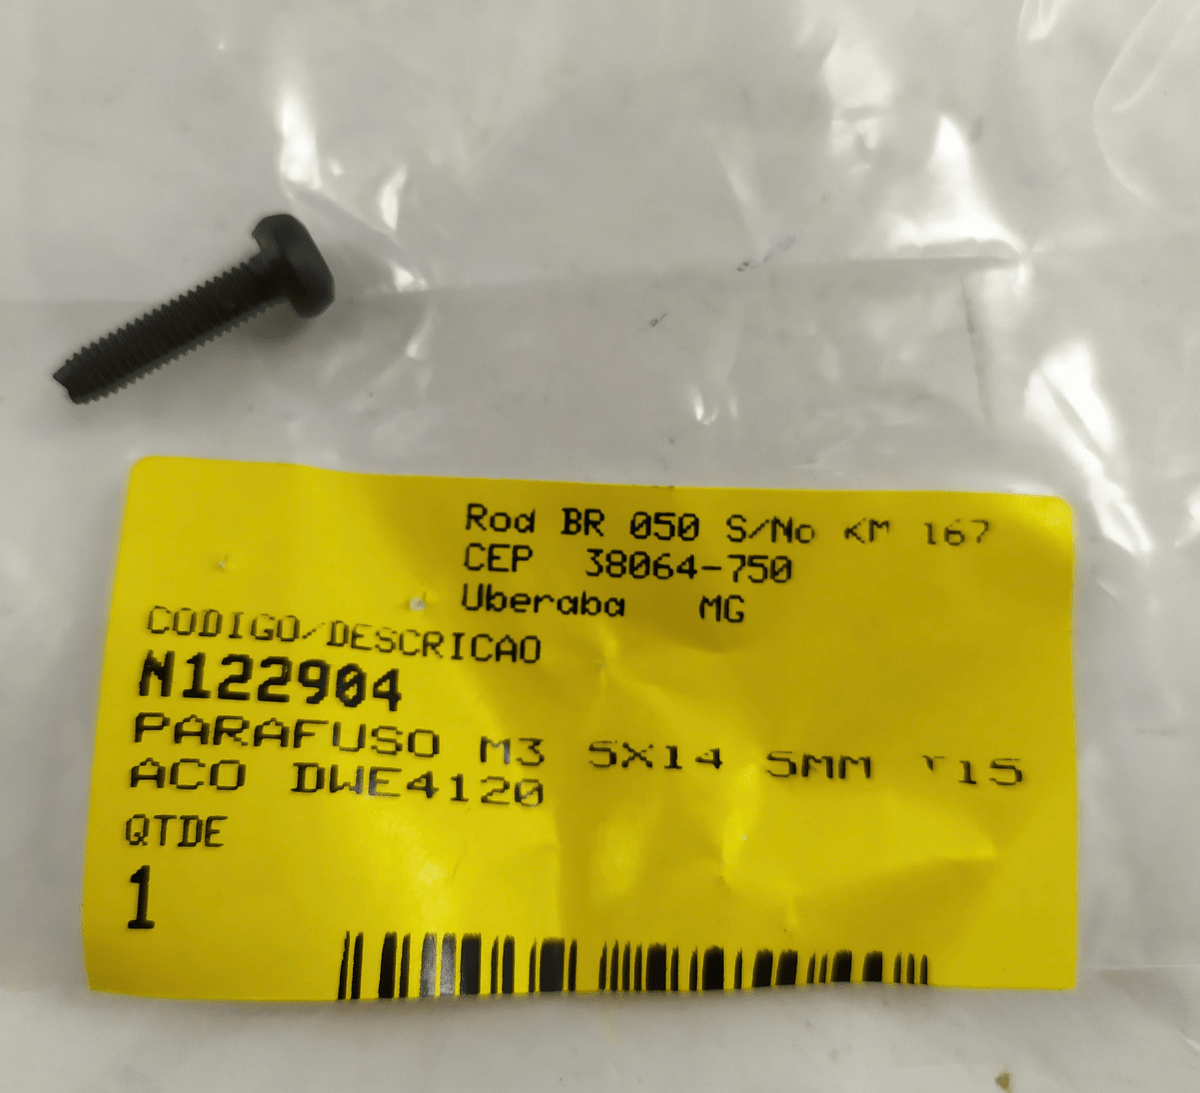 Rod BR 050 S/No KM 167
CEP 38064-750
Uberaba MG
CODIGO/DESCRICAO
N122904
PARAFUSO M3 5X14 5MM T15
ACO DWE4120
QTDE
1